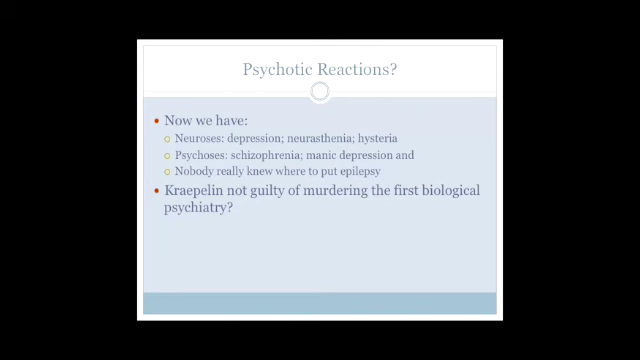 Psychotic Reactions?
Now we have:
Neuroses: depression; neurasthenia; hysteria
Psychoses: schizophrenia; manic depression and
Nobody really knew where to put epilepsy
Kraepelin not guilty of murdering the first biological
psychiatry?